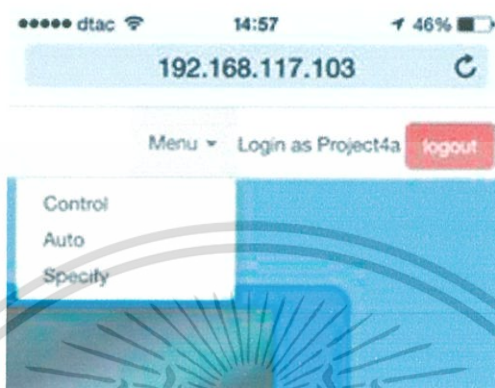 dtac 14:57 46%
192.168.117.103
Menu Login as Project4a logout
Control
Auto
Specify